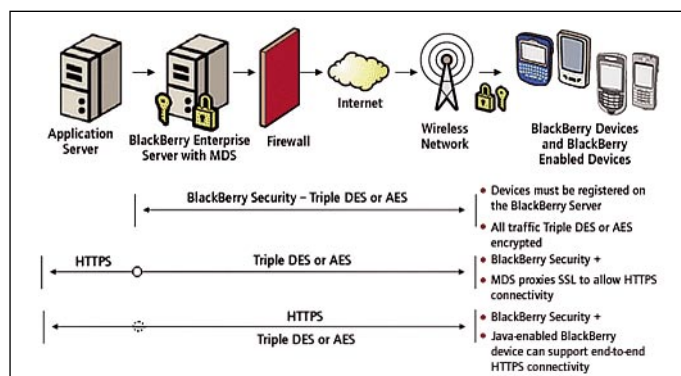 Application
Server
BlackBerry Enterprise
Server with MDS
Firewall
Internet
Wireless
Network
BlackBerry Devices
and BlackBerry
Enabled Devices
BlackBerry Security – Triple DES or AES
• Devices must be registered on
the BlackBerry Server
• All traffic Triple DES or AES
encrypted
HTTPS
Triple DES or AES
• BlackBerry Security +
• MDS proxies SSL to allow HTTPS
connectivity
HTTPS
Triple DES or AES
• BlackBerry Security +
• Java-enabled BlackBerry
device can support end-to-end
HTTPS connectivity